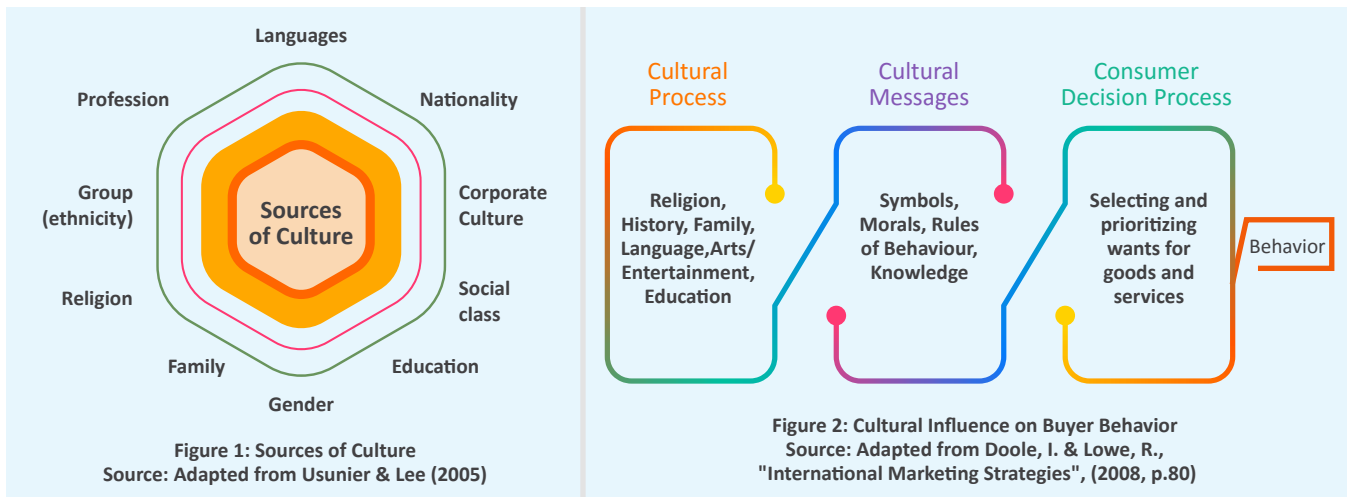 Languages
Profession
Nationality
Group
(ethnicity)
Sources
of Culture
Corporate
Culture
Religion
Social
class
Family
Education
Gender
Figure 1: Sources of Culture
Source: Adapted from Usunier & Lee (2005)
Cultural
Process
Religion,
History, Family,
Language,Arts/
Entertainment,
Education
Cultural
Messages
Symbols,
Morals, Rules
of Behaviour,
Knowledge
Consumer
Decision Process
Selecting and
prioritizing
wants for
goods and
services
Behavior
Figure 2: Cultural Influence on Buyer Behavior
Source: Adapted from Doole, I. & Lowe, R.,
"International Marketing Strategies", (2008, p.80)